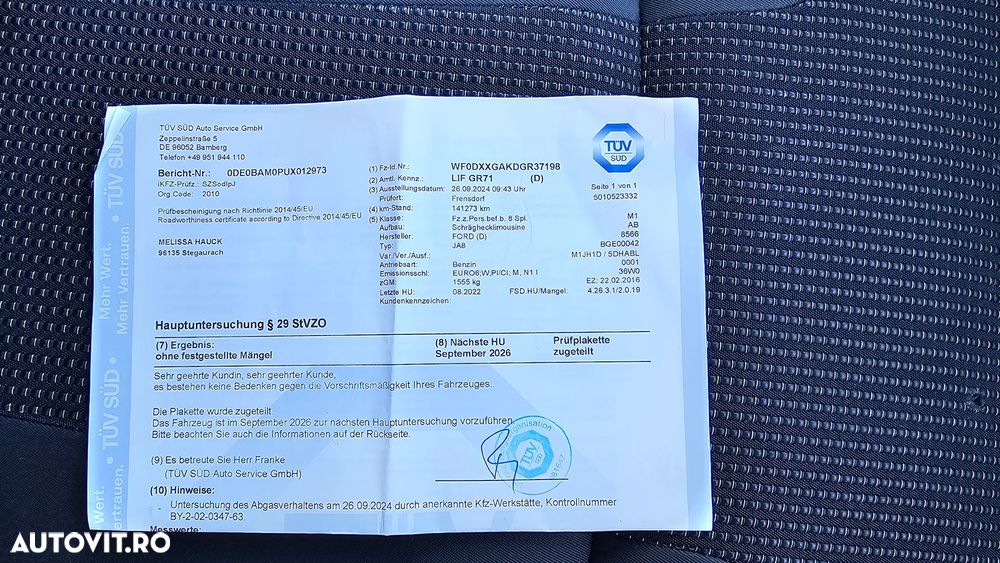 TÜV SÜD Auto Service GmbH
Zeppelinstraße 5
DE 96052 Bamberg
Telefon +49 951 944 110
Bericht-Nr.: 0DE0BAM0PUX012973
iKFZ-Prüfz.: SZSodIpJ
Org.Code: 2010
Prüfbescheinigung nach Richtlinie 2014/45/EU
Roadworthiness certificate according to Directive 2014/45/EU
MELISSA HAUCK
96135 Stegaurach
(1) Fz-Id.Nr.: WF0DXXGAKDGR37198
(2) Amtl. Kennz.: LIF GR71 (D)
(3) Ausstellungsdatum: 26.09.2024 09:43 Uhr
Prüfort: Frensdorf
(4) km-Stand: 141273 km
(5) Klasse: Fz.z.Pers.bef.b. 8 Spl. M1
Aufbau: Schräghecklimousine AB
Hersteller: FORD (D) 8566
Typ: JA8 BGE00042
Var./Ver./Ausf.: M1JH1D / 5DHABL
Antriebsart: Benzin 0001
Emissionsschl.: EURO6;W;PI/CI; M, N1 I 36W0
zGM: 1555 kg EZ: 22.02.2016
Letzte HU: 08.2022 FSD.HU/Mangel: 4.26.3.1/2.0.19
Kundenkennzeichen:
TÜV
SÜD
Seite 1 von 1
5010523332
Hauptuntersuchung § 29 StVZO
(7) Ergebnis: (8) Nächste HU Prüfplakette
ohne festgestellte Mängel September 2026 zugeteilt
Sehr geehrte Kundin, sehr geehrter Kunde,
es bestehen keine Bedenken gegen die Vorschriftsmäßigkeit Ihres Fahrzeuges.
Die Plakette wurde zugeteilt
Das Fahrzeug ist im September 2026 zur nächsten Hauptuntersuchung vorzuführen.
Bitte beachten Sie auch die Informationen auf der Rückseite.
(9) Es betreute Sie Herr Franke
(TÜV SÜD Auto Service GmbH)
(10) Hinweise:
- Untersuchung des Abgasverhaltens am 26.09.2024 durch anerkannte Kfz-Werkstätte, Kontrollnummer
BY-2-02-0347-63.
Messwerte:
TÜV
SÜD
Mehr Wert.
Mehr Vertrauen.
TÜV SÜD
TÜV SÜD
Wert.
AUTOVIT.RO